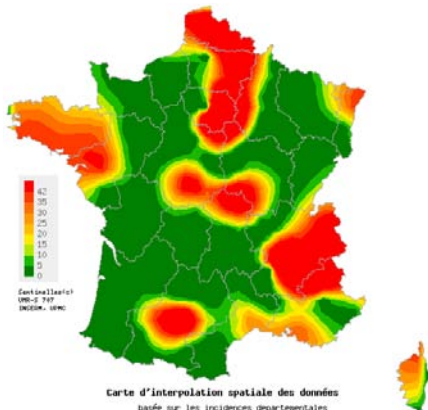 42
35
30
25
20
15
10
5
0
Sentinelles(c)
UMR-S 707
INSERM, UPMC
Carte d'interpolation spatiale des données
basée sur les incidences departementales